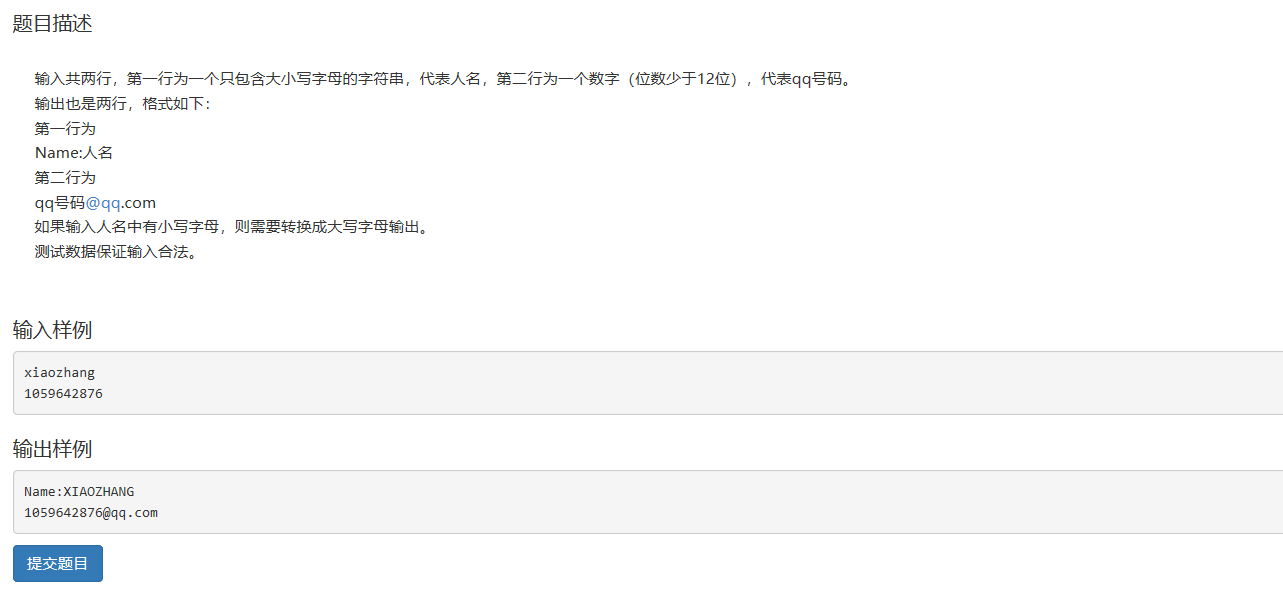 题目描述
输入共两行，第一行为一个只包含大小写字母的字符串，代表人名，第二行为一个数字（位数少于12位），代表qq号码。
输出也是两行，格式如下：
第一行为
Name:人名
第二行为
qq号码@qq.com
如果输入人名中有小写字母，则需要转换成大写字母输出。
测试数据保证输入合法。
输入样例
xiaozhang
1059642876
输出样例
Name:XIAOZHANG
1059642876@qq.com
提交题目